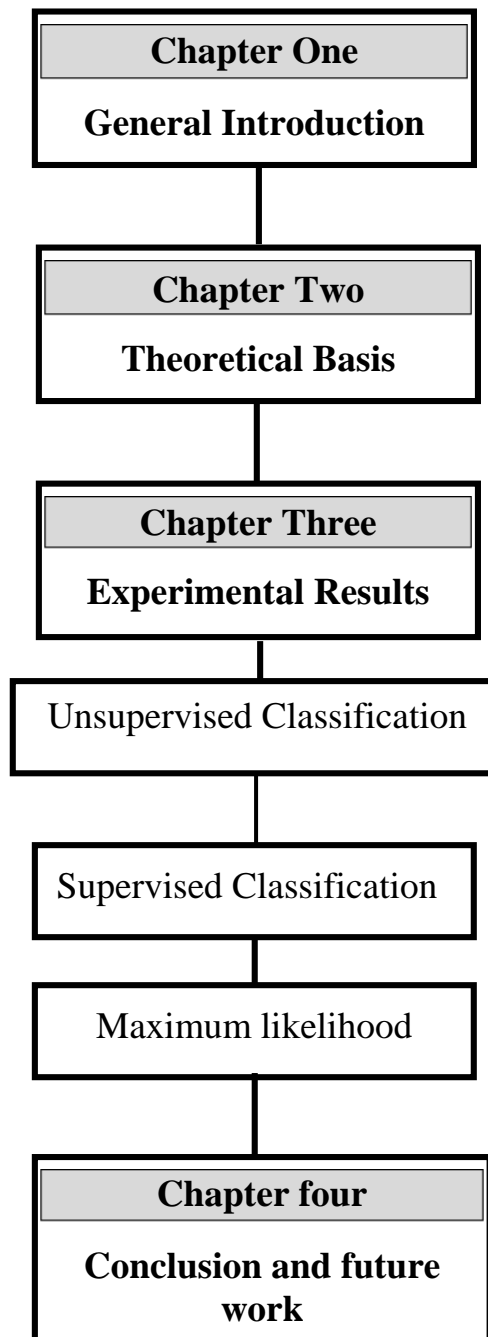 Chapter One
General Introduction
Chapter Two
Theoretical Basis
Chapter Three
Experimental Results
Unsupervised Classification
Supervised Classification
Maximum likelihood
Chapter four
Conclusion and future
work